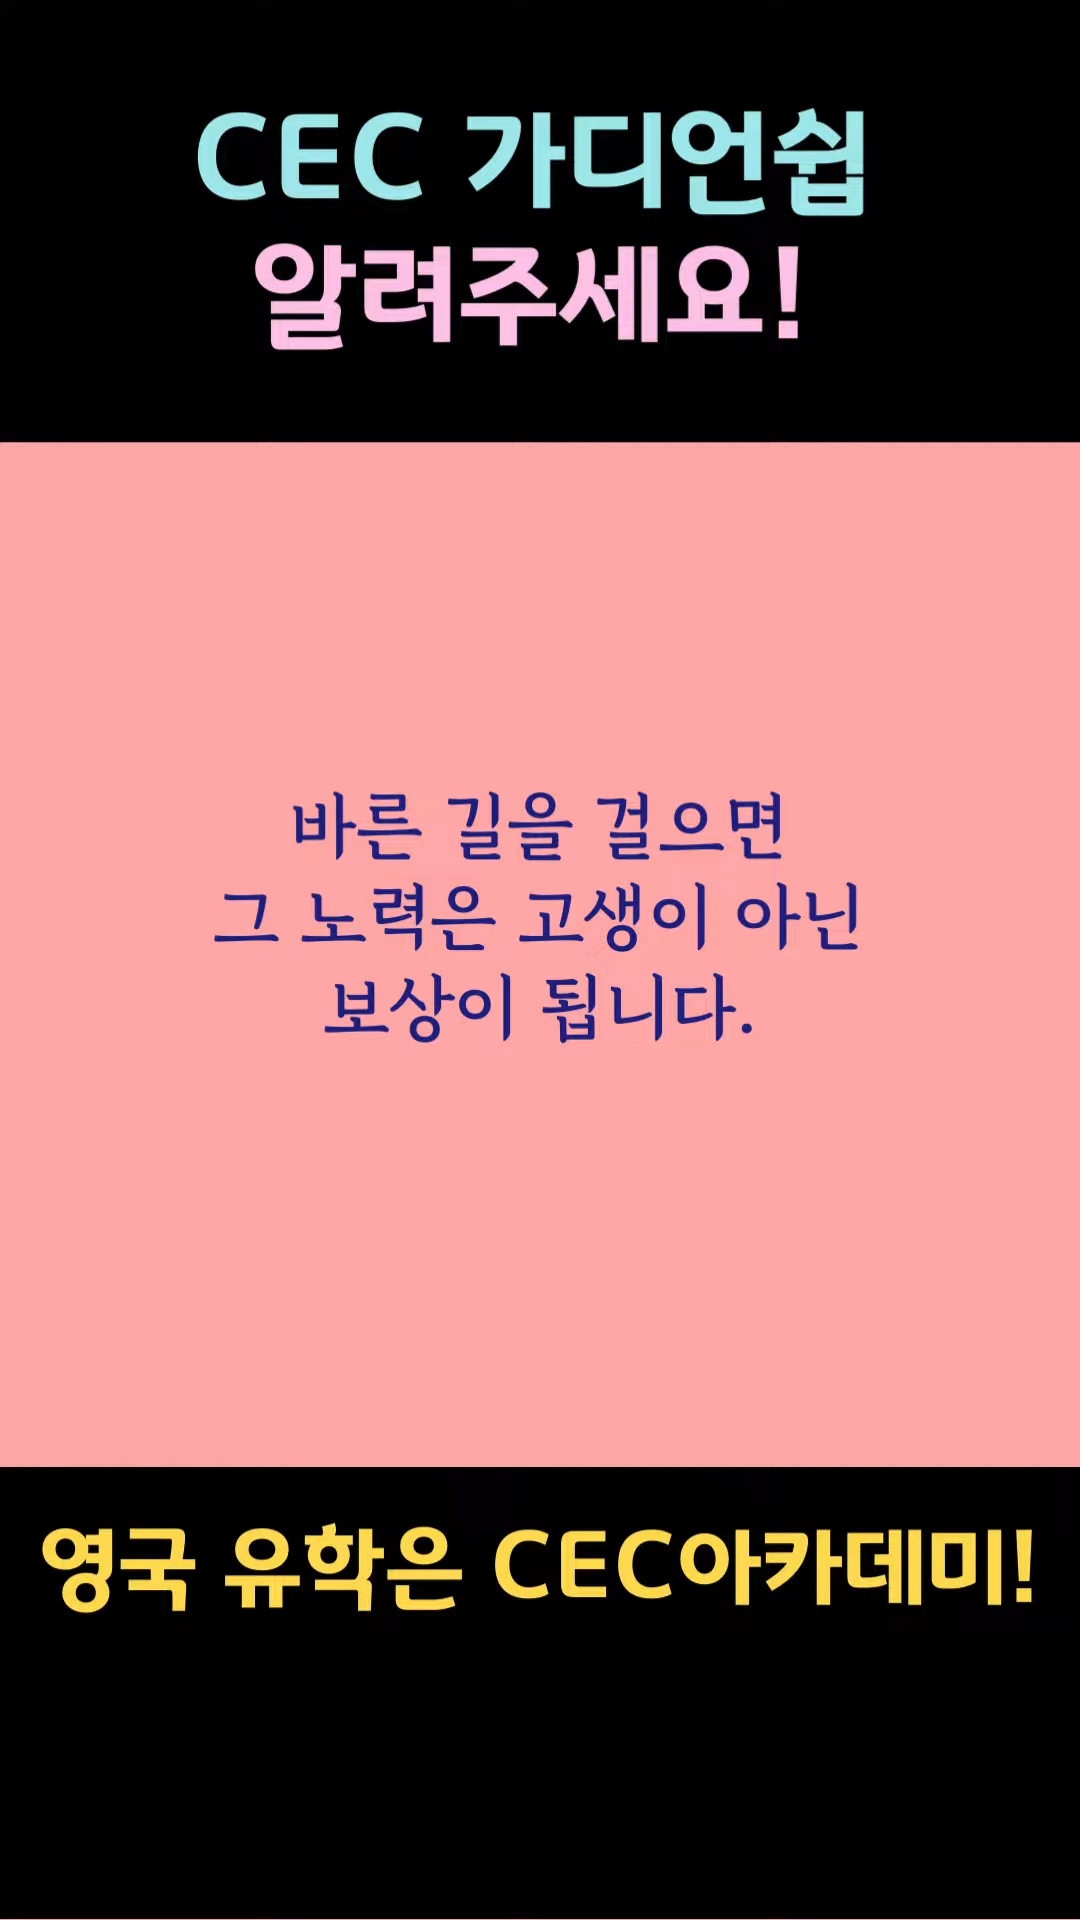 CEC 가디언쉽
알려주세요!
바른 길을 걸으면
그 노력은 고생이 아닌
보상이 됩니다.
영국 유학은 CEC아카데미!